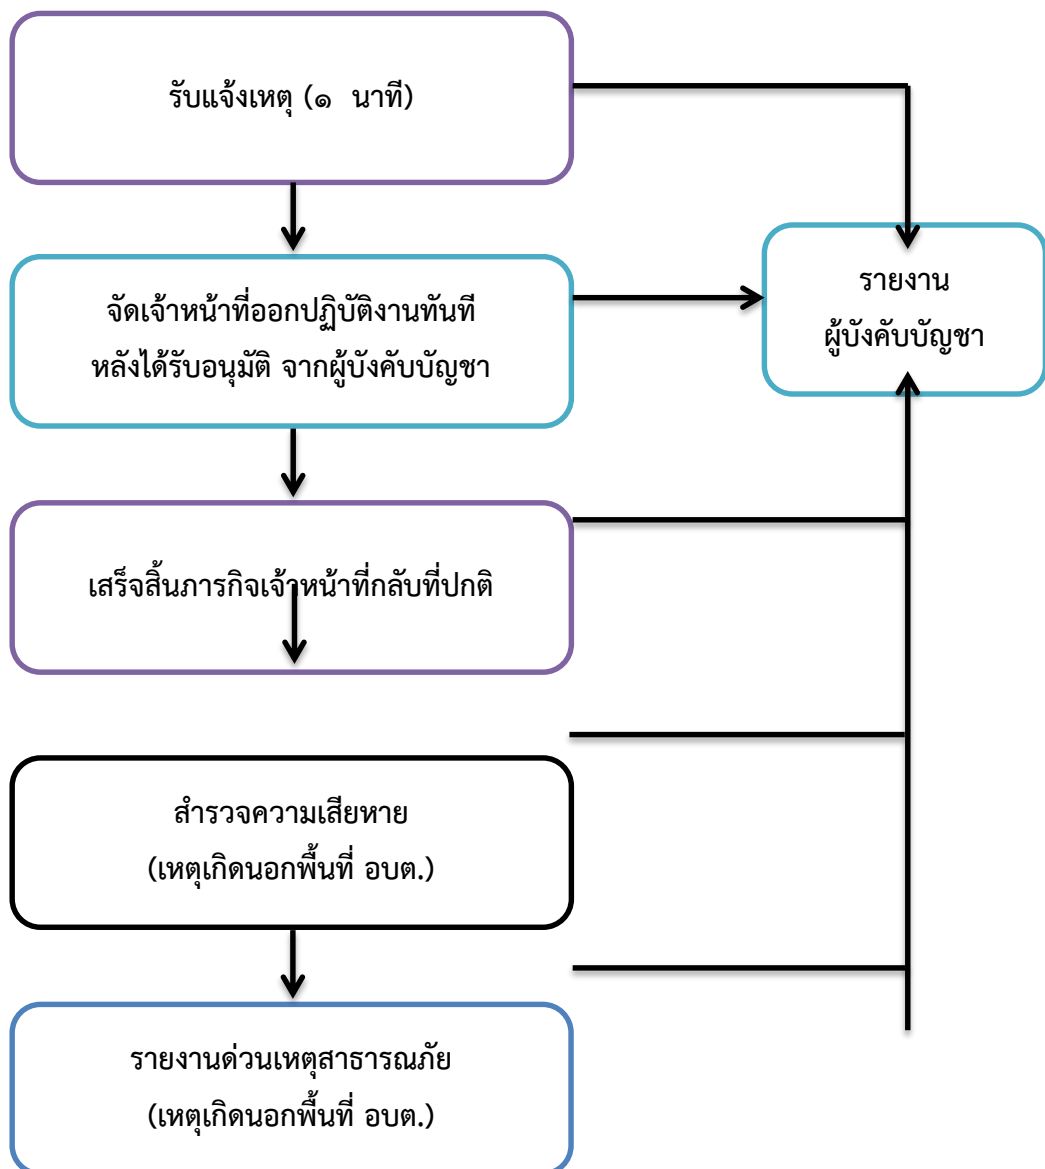 รับแจ้งเหตุ (๑ นาที)
จัดเจ้าหน้าที่ออกปฏิบัติงานทันที
หลังได้รับอนุมัติ จากผู้บังคับบัญชา
รายงาน
ผู้บังคับบัญชา
เสร็จสิ้นภารกิจเจ้าหน้าที่กลับที่ปกติ
สำรวจความเสียหาย
(เหตุเกิดนอกพื้นที่ อบต.)
รายงานด่วนเหตุสาธารณภัย
(เหตุเกิดนอกพื้นที่ อบต.)